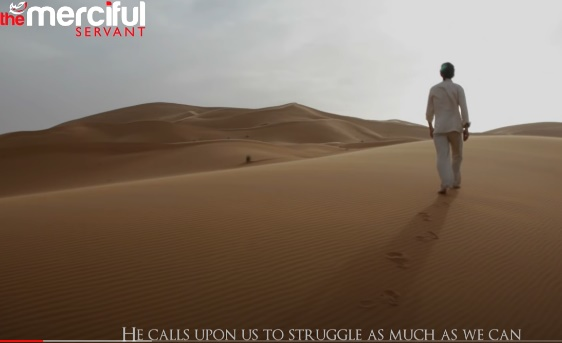 the merciful
SERVANT
HE CALLS UPON US TO STRUGGLE AS MUCH AS WE CAN